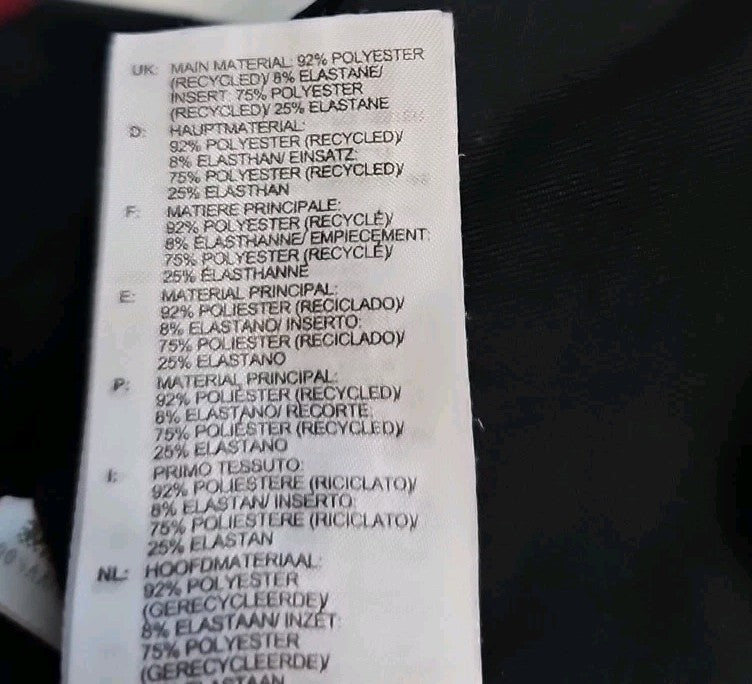 UK: MAIN MATERIAL: 92% POLYESTER
(RECYCLED)/ 8% ELASTANE/
INSERT: 75% POLYESTER
(RECYCLED)/ 25% ELASTANE
D: HAUPTMATERIAL:
92% POLYESTER (RECYCLED)/
8% ELASTHAN/ EINSATZ:
75% POLYESTER (RECYCLED)/
25% ELASTHAN
F: MATIERE PRINCIPALE:
92% POLYESTER (RECYCLÉ)/
8% ELASTHANNE/ EMPIECEMENT:
75% POLYESTER (RECYCLÉ)/
25% ÉLASTHANNE
E: MATERIAL PRINCIPAL:
92% POLIESTER (RECICLADO)/
8% ELASTANO/ INSERTO:
75% POLIÉSTER (RECICLADO)/
25% ELASTANO
P: MATERIAL PRINCIPAL:
92% POLIÉSTER (RECYCLED)/
8% ELASTANO/ RECORTE:
75% POLIÉSTER (RECYCLED)/
25% ELASTANO
I: PRIMO TESSUTO:
92% POLIESTERE (RICICLATO)/
8% ELASTAN/ INSERTO:
75% POLIESTERE (RICICLATO)/
25% ELASTAN
NL: HOOFDMATERIAAL:
92% POLYESTER
(GERECYCLEERDE)/
8% ELASTAAN/ INZET:
75% POLYESTER
(GERECYCLEERDE)/